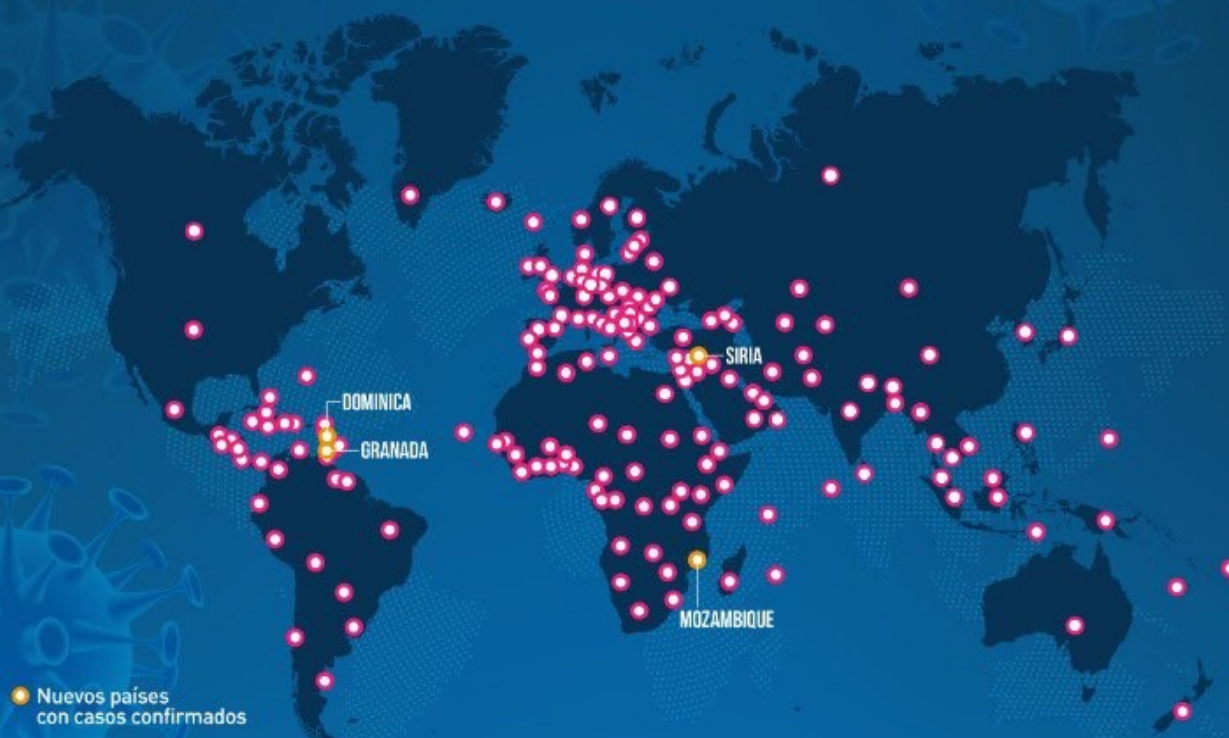 SIRIA
DOMINICA
GRANADA
MOZAMBIQUE
Nuevos países
con casos confirmados